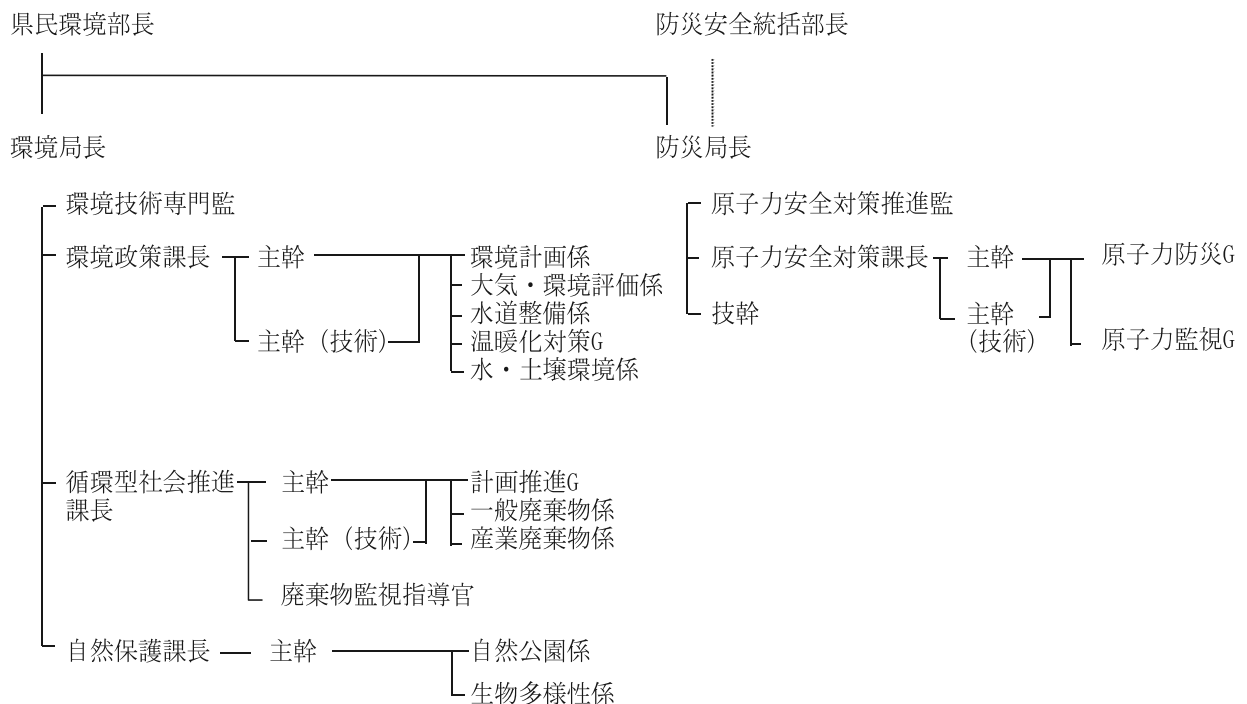 県民環境部長
防災安全統括部長
環境局長
防災局長
環境技術専門監
環境政策課長
主幹
主幹（技術）
環境計画係
大気・環境評価係
水道整備係
温暖化対策G
水・土壌環境係
循環型社会推進
課長
主幹
主幹（技術）
廃棄物監視指導官
計画推進G
一般廃棄物係
産業廃棄物係
自然保護課長
主幹
自然公園係
生物多様性係
原子力安全対策推進監
原子力安全対策課長
技幹
主幹
主幹
（技術）
原子力防災G
原子力監視G